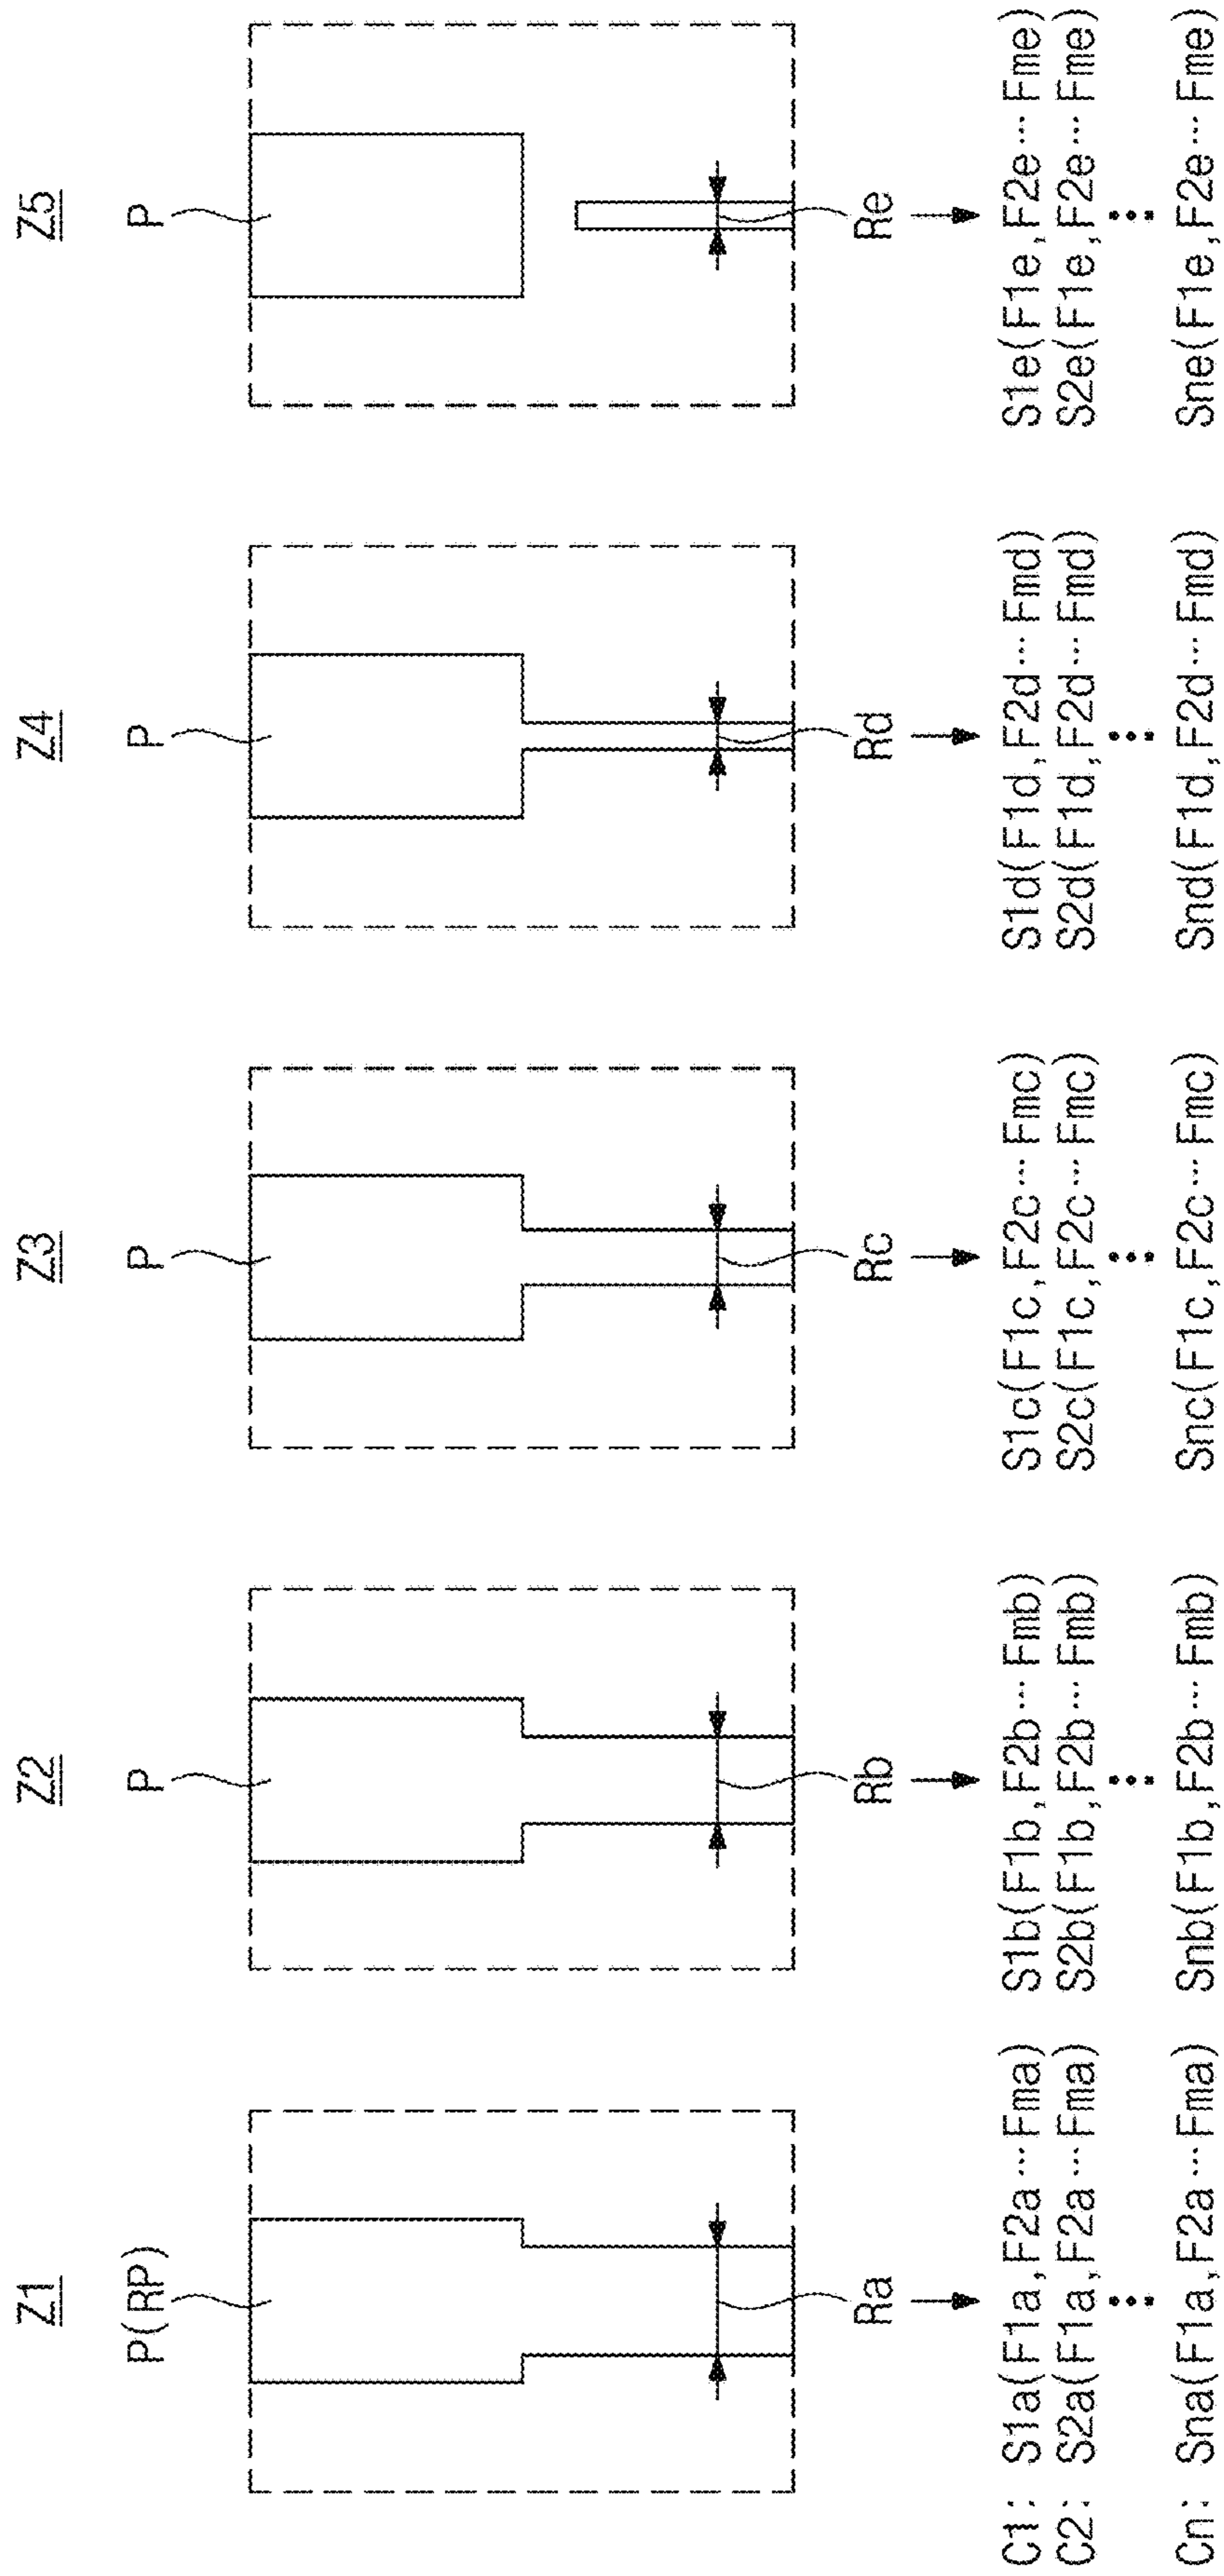 Z1 Z2 Z3 Z4 Z5
P(RP) P P P P
Ra Rb Rc Rd Re
C1: S1a(F1a,F2a···Fma) S1b(F1b,F2b···Fmb) S1c(F1c,F2c···Fmc) S1d(F1d,F2d···Fmd) S1e(F1e,F2e···Fme)
C2: S2a(F1a,F2a···Fma) S2b(F1b,F2b···Fmb) S2c(F1c,F2c···Fmc) S2d(F1d,F2d···Fmd) S2e(F1e,F2e···Fme)
Cn: Sna(F1a,F2a···Fma) Snb(F1b,F2b···Fmb) Snc(F1c,F2c···Fmc) Snd(F1d,F2d···Fmd) Sne(F1e,F2e···Fme)